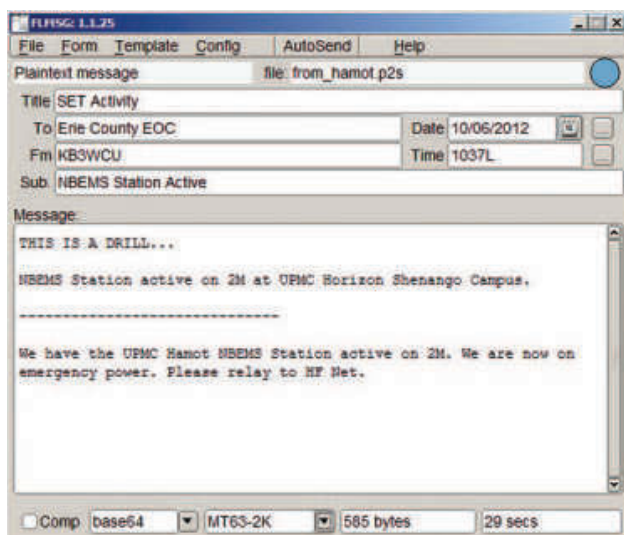 FLMSG: 1.1.25
File Form Template Config AutoSend Help
Plaintext message file: from_hamot.p2s
Title SET Activity
To Erie County EOC Date 10/06/2012
Fm KB3WCU Time 1037L
Sub. NBEMS Station Active
Message:
THIS IS A DRILL...
NBEMS Station active on 2M at UPMC Horizon Shenango Campus.
------------------------------
We have the UPMC Hamot NBEMS Station active on 2M. We are now on
emergency power. Please relay to HF Net.
Comp base64 MT63-2K 585 bytes 29 secs